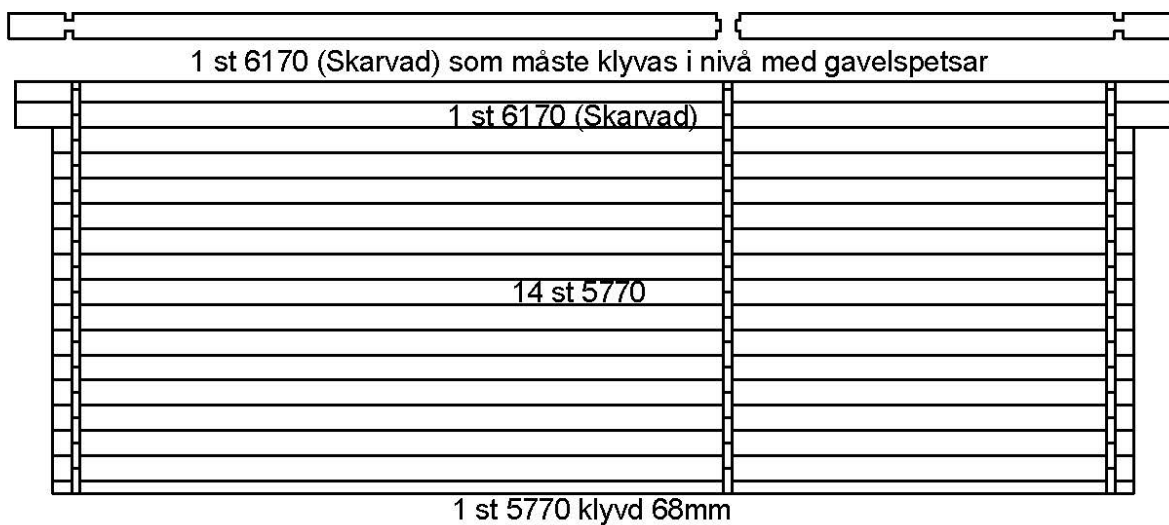 1 st 6170 (Skarvad) som måste klyvas i nivå med gavelspetsar
1 st 6170 (Skarvad)
14 st 5770
1 st 5770 klyvd 68mm